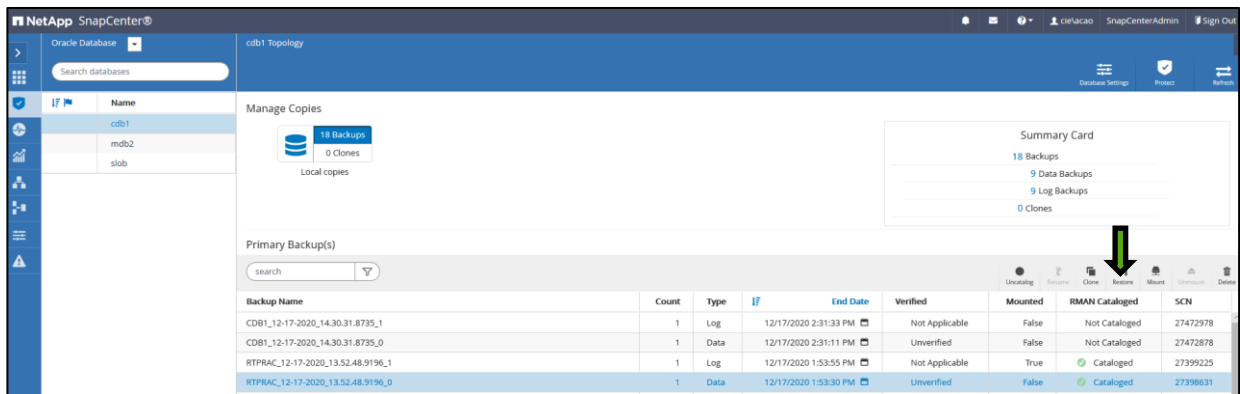 NetApp SnapCenter®
cie\acao SnapCenterAdmin Sign Out
Oracle Database
Search databases
Name
cdb1
mdb2
slob
cdb1 Topology
Database Settings Protect Refresh
Manage Copies
18 Backups
0 Clones
Local copies
Summary Card
18 Backups
9 Data Backups
9 Log Backups
0 Clones
Primary Backup(s)
search
Uncatalog Rename Clone Restore Mount Unmount Delete
Backup Name Count Type End Date Verified Mounted RMAN Cataloged SCN
CDB1_12-17-2020_14.30.31.8735_1 1 Log 12/17/2020 2:31:33 PM Not Applicable False Not Cataloged 27472978
CDB1_12-17-2020_14.30.31.8735_0 1 Data 12/17/2020 2:31:11 PM Unverified False Not Cataloged 27472878
RTPRAC_12-17-2020_13.52.48.9196_1 1 Log 12/17/2020 1:53:55 PM Not Applicable True Cataloged 27399225
RTPRAC_12-17-2020_13.52.48.9196_0 1 Data 12/17/2020 1:53:30 PM Unverified False Cataloged 27398631